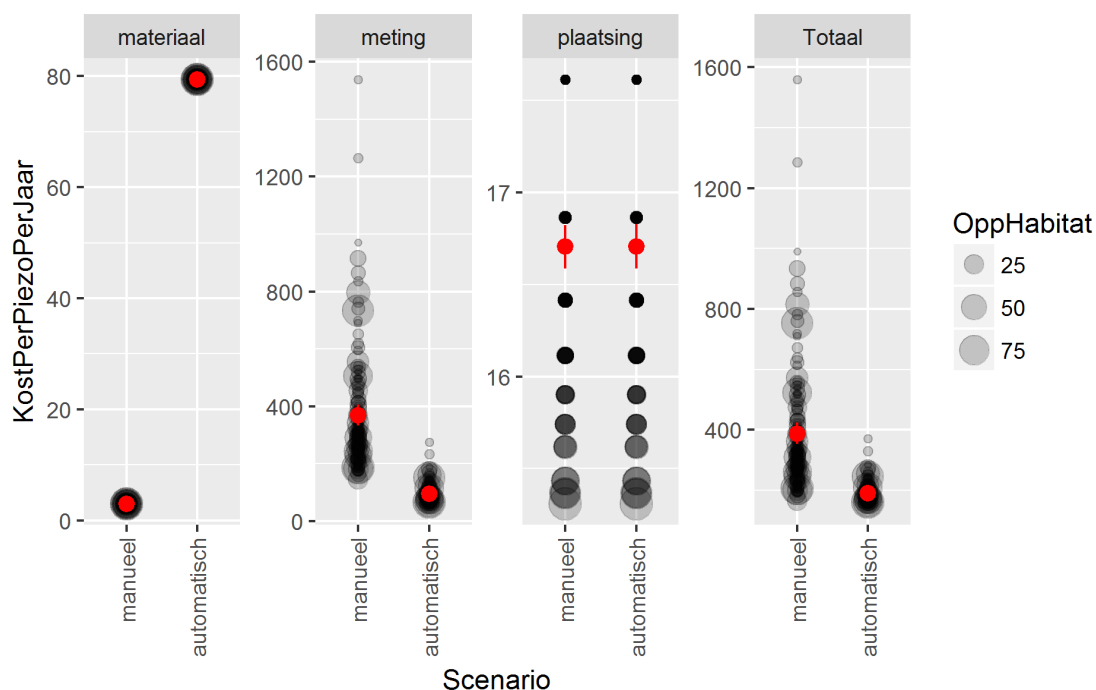 materiaal
meting
plaatsing
Totaal
KostPerPiezoPerJaar
80
60
40
20
0
1600
1200
800
400
0
17
16
1600
1200
800
400
manueel
automatisch
manueel
automatisch
manueel
automatisch
manueel
automatisch
Scenario
OppHabitat
25
50
75